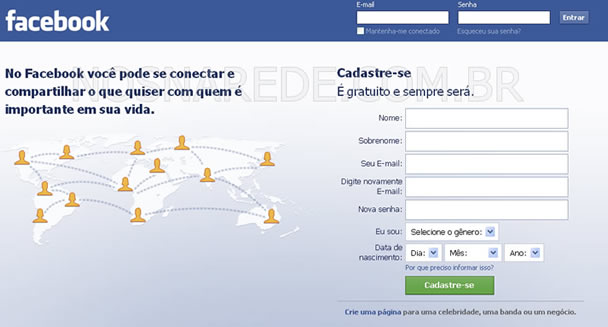 facebook
E-mail
Senha
Entrar
Mantenha-me conectado
Esqueceu sua senha?
NOSNAREDE.COM.BR
No Facebook você pode se conectar e
compartilhar o que quiser com quem é
importante em sua vida.
Cadastre-se
É gratuito e sempre será.
Nome:
Sobrenome:
Seu E-mail:
Digite novamente
E-mail:
Nova senha:
Eu sou: Selecione o gênero:
Data de
nascimento: Dia: Mês: Ano:
Por que preciso informar isso?
Cadastre-se
Crie uma página para uma celebridade, uma banda ou um negócio.